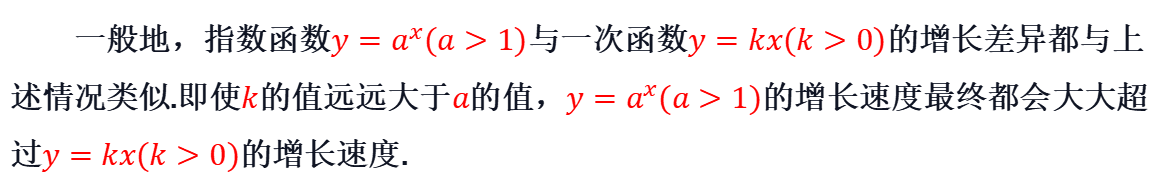 一般地，指数函数y = aˣ(a > 1)与一次函数y = kx(k > 0)的增长差异都与上
述情况类似.即使k的值远远大于a的值，y = aˣ(a > 1)的增长速度最终都会大大超
过y = kx(k > 0)的增长速度.